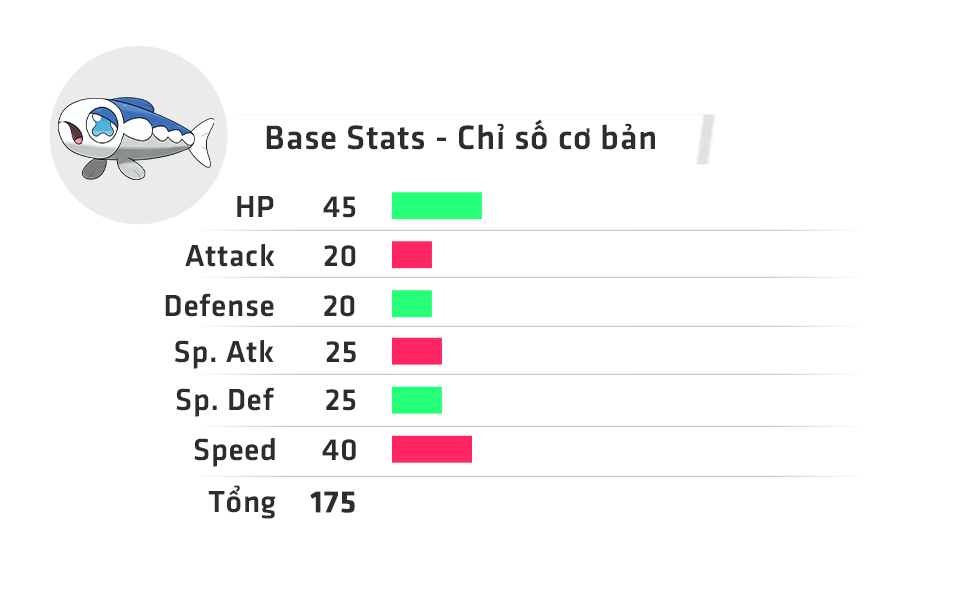 Base Stats - Chỉ số cơ bản
HP 45
Attack 20
Defense 20
Sp. Atk 25
Sp. Def 25
Speed 40
Tổng 175